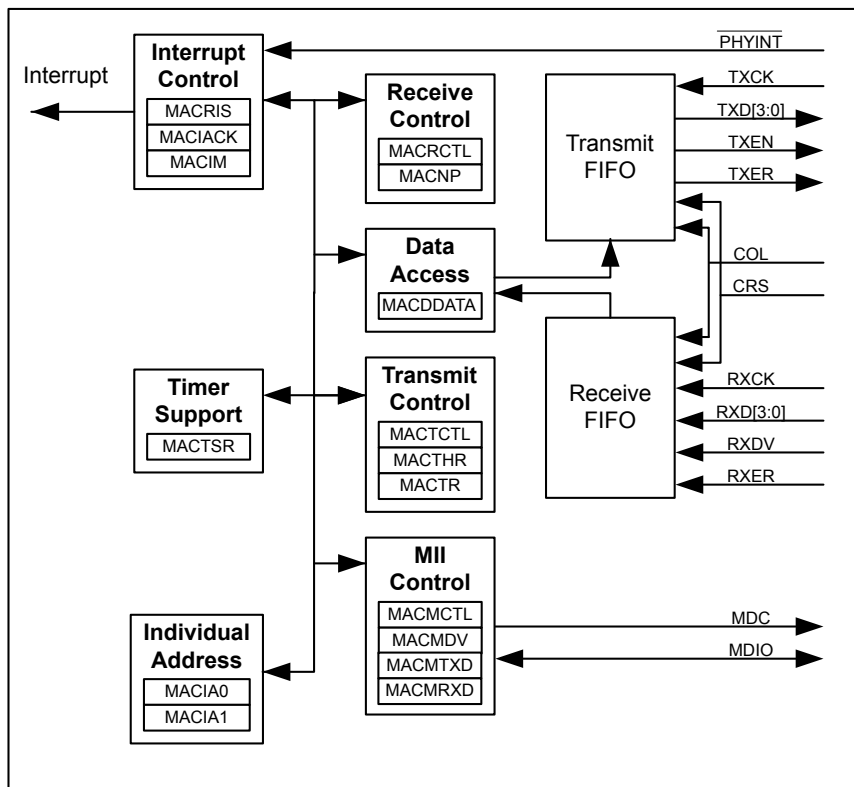 Interrupt
Interrupt
Control
MACRIS
MACIACK
MACIM
Receive
Control
MACRCTL
MACNP
Data
Access
MACDDATA
Timer
Support
MACTSR
Transmit
Control
MACTCTL
MACTHR
MACTR
Individual
Address
MACIA0
MACIA1
MII
Control
MACMCTL
MACMDV
MACMTXD
MACMRXD
Transmit
FIFO
Receive
FIFO
PHYINT
TXCK
TXD[3:0]
TXEN
TXER
COL
CRS
RXCK
RXD[3:0]
RXDV
RXER
MDC
MDIO